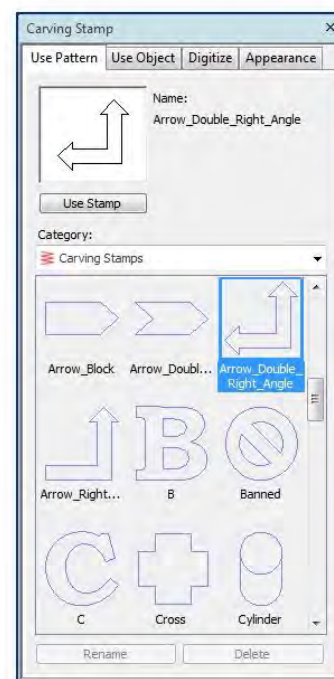 Carving Stamp
Use Pattern Use Object Digitize Appearance
Name:
Arrow_Double_Right_Angle
Use Stamp
Category:
Carving Stamps
Arrow_Block Arrow_Doubl... Arrow_Double_
Right_Angle
Arrow_Right... B Banned
C Cross Cylinder
Rename Delete